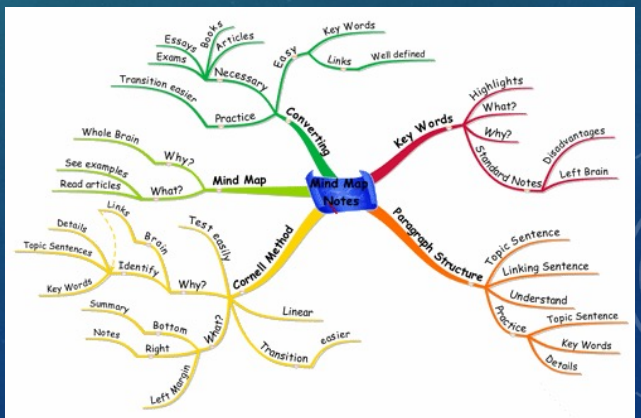 Mind Map
Notes
Converting
Easy
Key Words
Links
Well defined
Necessary
Articles
Books
Essays
Exams
Practice
Transition easier
Key Words
Highlights
What?
Why?
Standard Notes
Disadvantages
Left Brain
Paragraph Structure
Topic Sentence
Linking Sentence
Understand
Practice
Topic Sentence
Key Words
Details
Cornell Method
Test easily
Why?
Brain
Links
Identify
Details
Topic Sentences
Key Words
What?
Bottom
Summary
Right
Notes
Left Margin
Linear
Transition
easier
Mind Map
Why?
Whole Brain
What?
See examples
Read articles